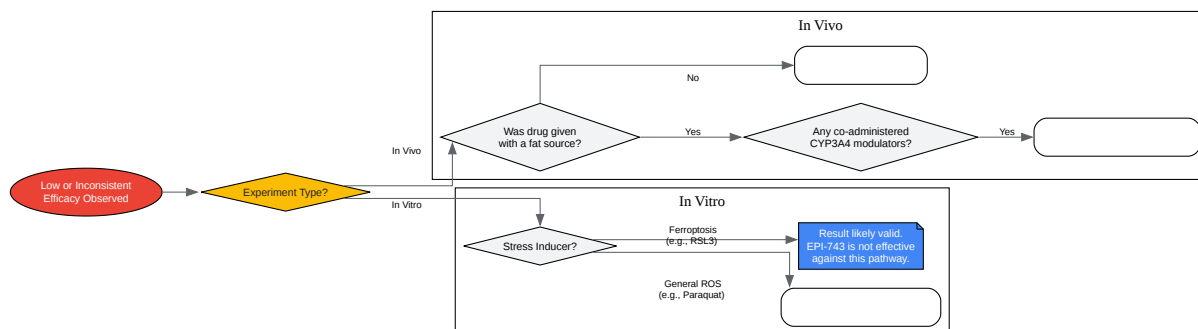 In Vivo
No
Was drug given
with a fat source?
Yes
Any co-administered
CYP3A4 modulators?
Yes
In Vivo
Low or Inconsistent
Efficacy Observed
Experiment Type?
In Vitro
In Vitro
Stress Inducer?
Ferroptosis
(e.g., RSL3)
Result likely valid.
EPI-743 is not effective
against this pathway.
General ROS
(e.g., Paraquat)